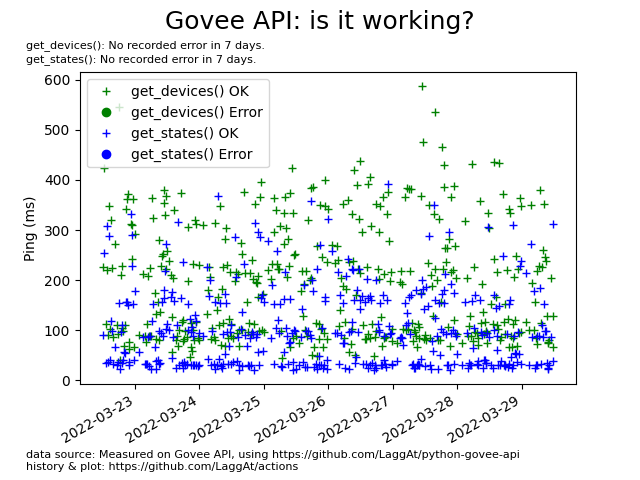 Govee API: is it working?
get_devices(): No recorded error in 7 days.
get_states(): No recorded error in 7 days.
get_devices() OK
get_devices() Error
get_states() OK
get_states() Error
Ping (ms)
600
500
400
300
200
100
0
2022-03-23
2022-03-24
2022-03-25
2022-03-26
2022-03-27
2022-03-28
2022-03-29
data source: Measured on Govee API, using https://github.com/LaggAt/python-govee-api
history & plot: https://github.com/LaggAt/actions